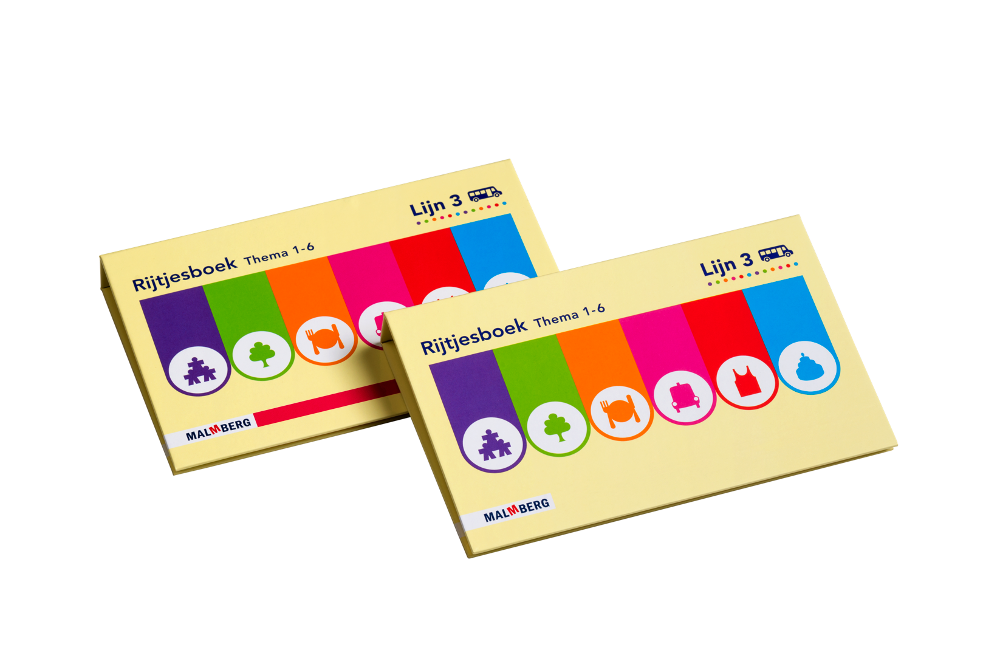 Lijn 3
Rijtjesboek Thema 1-6
MALMBERG
Lijn 3
Rijtjesboek Thema 1-6
MALMBERG